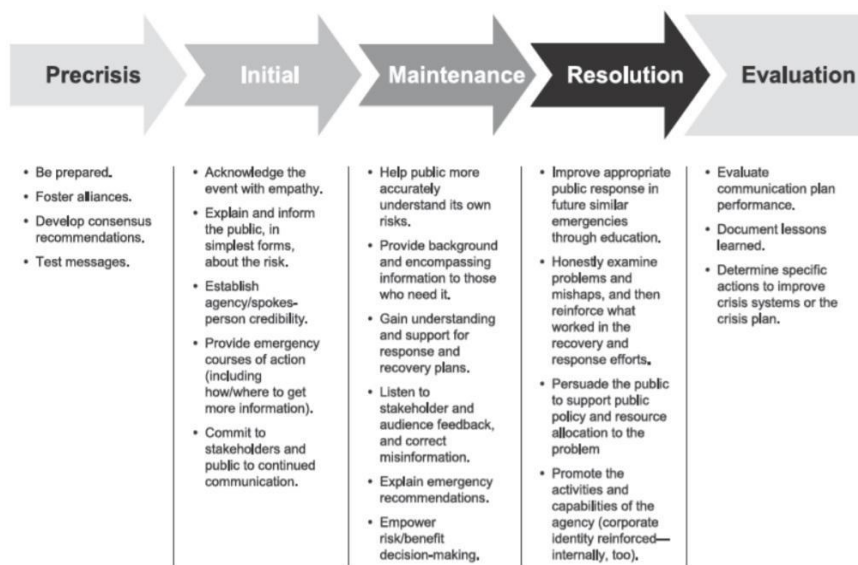 Precrisis
Initial
Maintenance
Resolution
Evaluation
• Be prepared.
• Foster alliances.
• Develop consensus
recommendations.
• Test messages.
• Acknowledge the
event with empathy.
• Explain and inform
the public, in
simplest forms,
about the risk.
• Establish
agency/spokes-
person credibility.
• Provide emergency
courses of action
(including
how/where to get
more information).
• Commit to
stakeholders and
public to continued
communication.
• Help public more
accurately
understand its own
risks.
• Provide background
and encompassing
information to those
who need it.
• Gain understanding
and support for
response and
recovery plans.
• Listen to
stakeholder and
audience feedback,
and correct
misinformation.
• Explain emergency
recommendations.
• Empower
risk/benefit
decision-making.
• Improve appropriate
public response in
future similar
emergencies
through education.
• Honestly examine
problems and
mishaps, and then
reinforce what
worked in the
recovery and
response efforts.
• Persuade the public
to support public
policy and resource
allocation to the
problem
• Promote the
activities and
capabilities of the
agency (corporate
identity reinforced—
internally, too).
• Evaluate
communication plan
performance.
• Document lessons
learned.
• Determine specific
actions to improve
crisis systems or the
crisis plan.